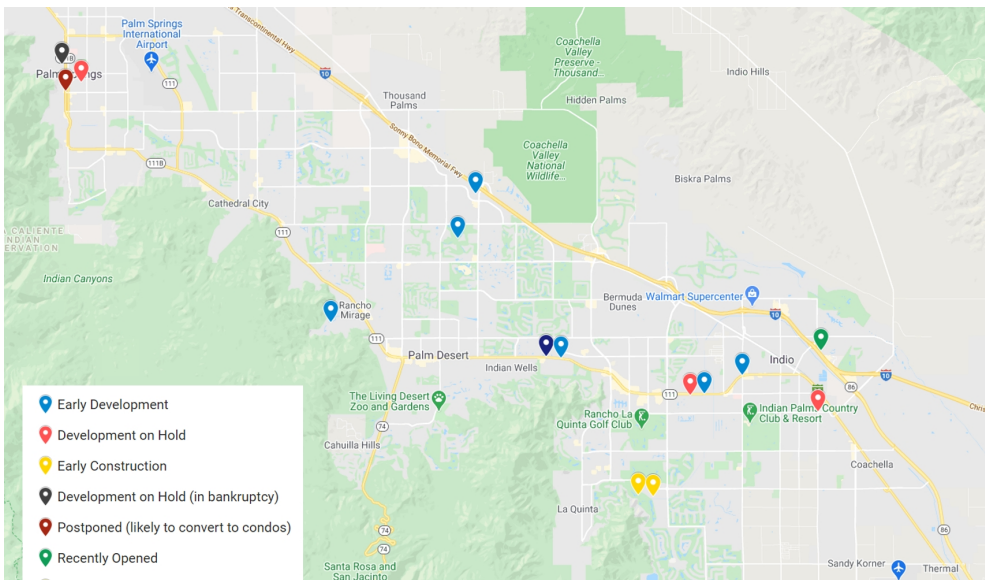 Transcontinental Hwy
Palm Springs
International
Airport
Coachella
Valley
Preserve -
Thousand...
Indio Hills
111
10
Thousand
Palms
Hidden Palms
Sonny Bono Memorial Fwy
Coachella
Valley
National
Wildlife...
111B
Biskra Palms
Cathedral City
111
INDIAN
Indian Canyons
Rancho
Mirage
Bermuda
Dunes
Walmart Supercenter
10
111
Palm Desert
Indian Wells
Indio
10
86
111
The Living Desert
Zoo and Gardens
Rancho La
Quinta Golf Club
Indian Palms Country
Club & Resort
74
Cahuilla Hills
Coachella
La Quinta
86
74
74
Santa Rosa and
San Jacinto
Sandy Korner
Thermal
Early Development
Development on Hold
Early Construction
Development on Hold (in bankruptcy)
Postponed (likely to convert to condos)
Recently Opened